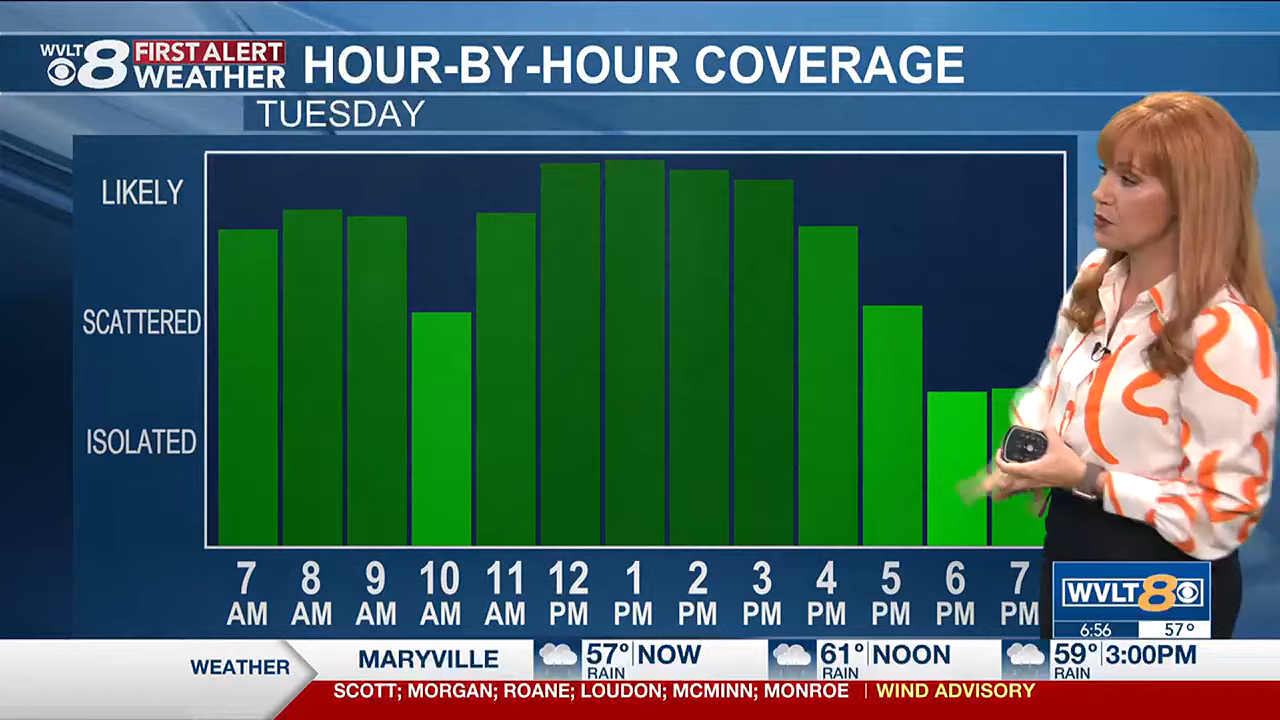 WVLT 8 FIRST ALERT WEATHER
HOUR-BY-HOUR COVERAGE
TUESDAY
LIKELY
SCATTERED
ISOLATED
7 AM 8 AM 9 AM 10 AM 11 AM 12 PM 1 PM 2 PM 3 PM 4 PM 5 PM 6 PM 7 PM
WVLT 8
6:56 57°
WEATHER MARYVILLE 57° NOW RAIN 61° NOON RAIN 59° 3:00PM RAIN
SCOTT; MORGAN; ROANE; LOUDON; MCMINN; MONROE | WIND ADVISORY